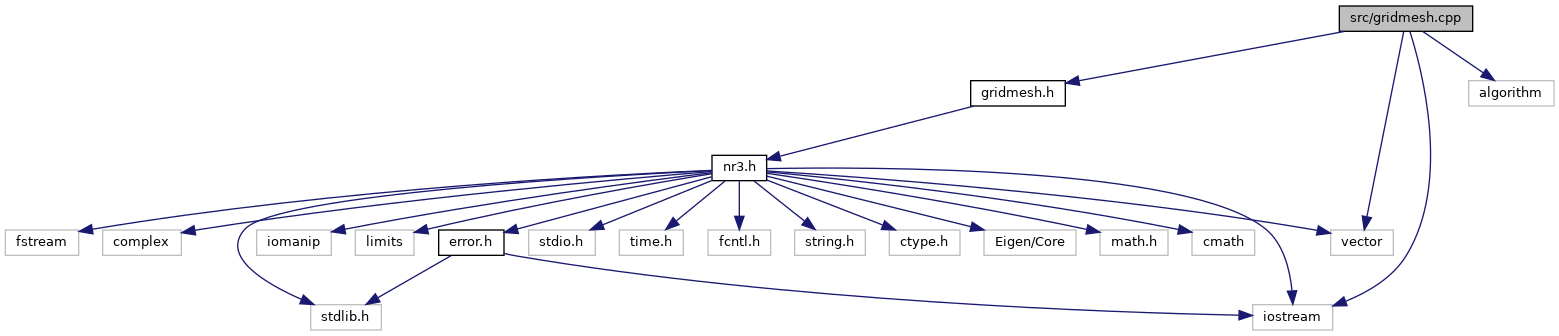 src/gridmesh.cpp
gridmesh.h
algorithm
nr3.h
fstream
complex
iomanip
limits
error.h
stdio.h
time.h
fcntl.h
string.h
ctype.h
Eigen/Core
math.h
cmath
vector
stdlib.h
iostream